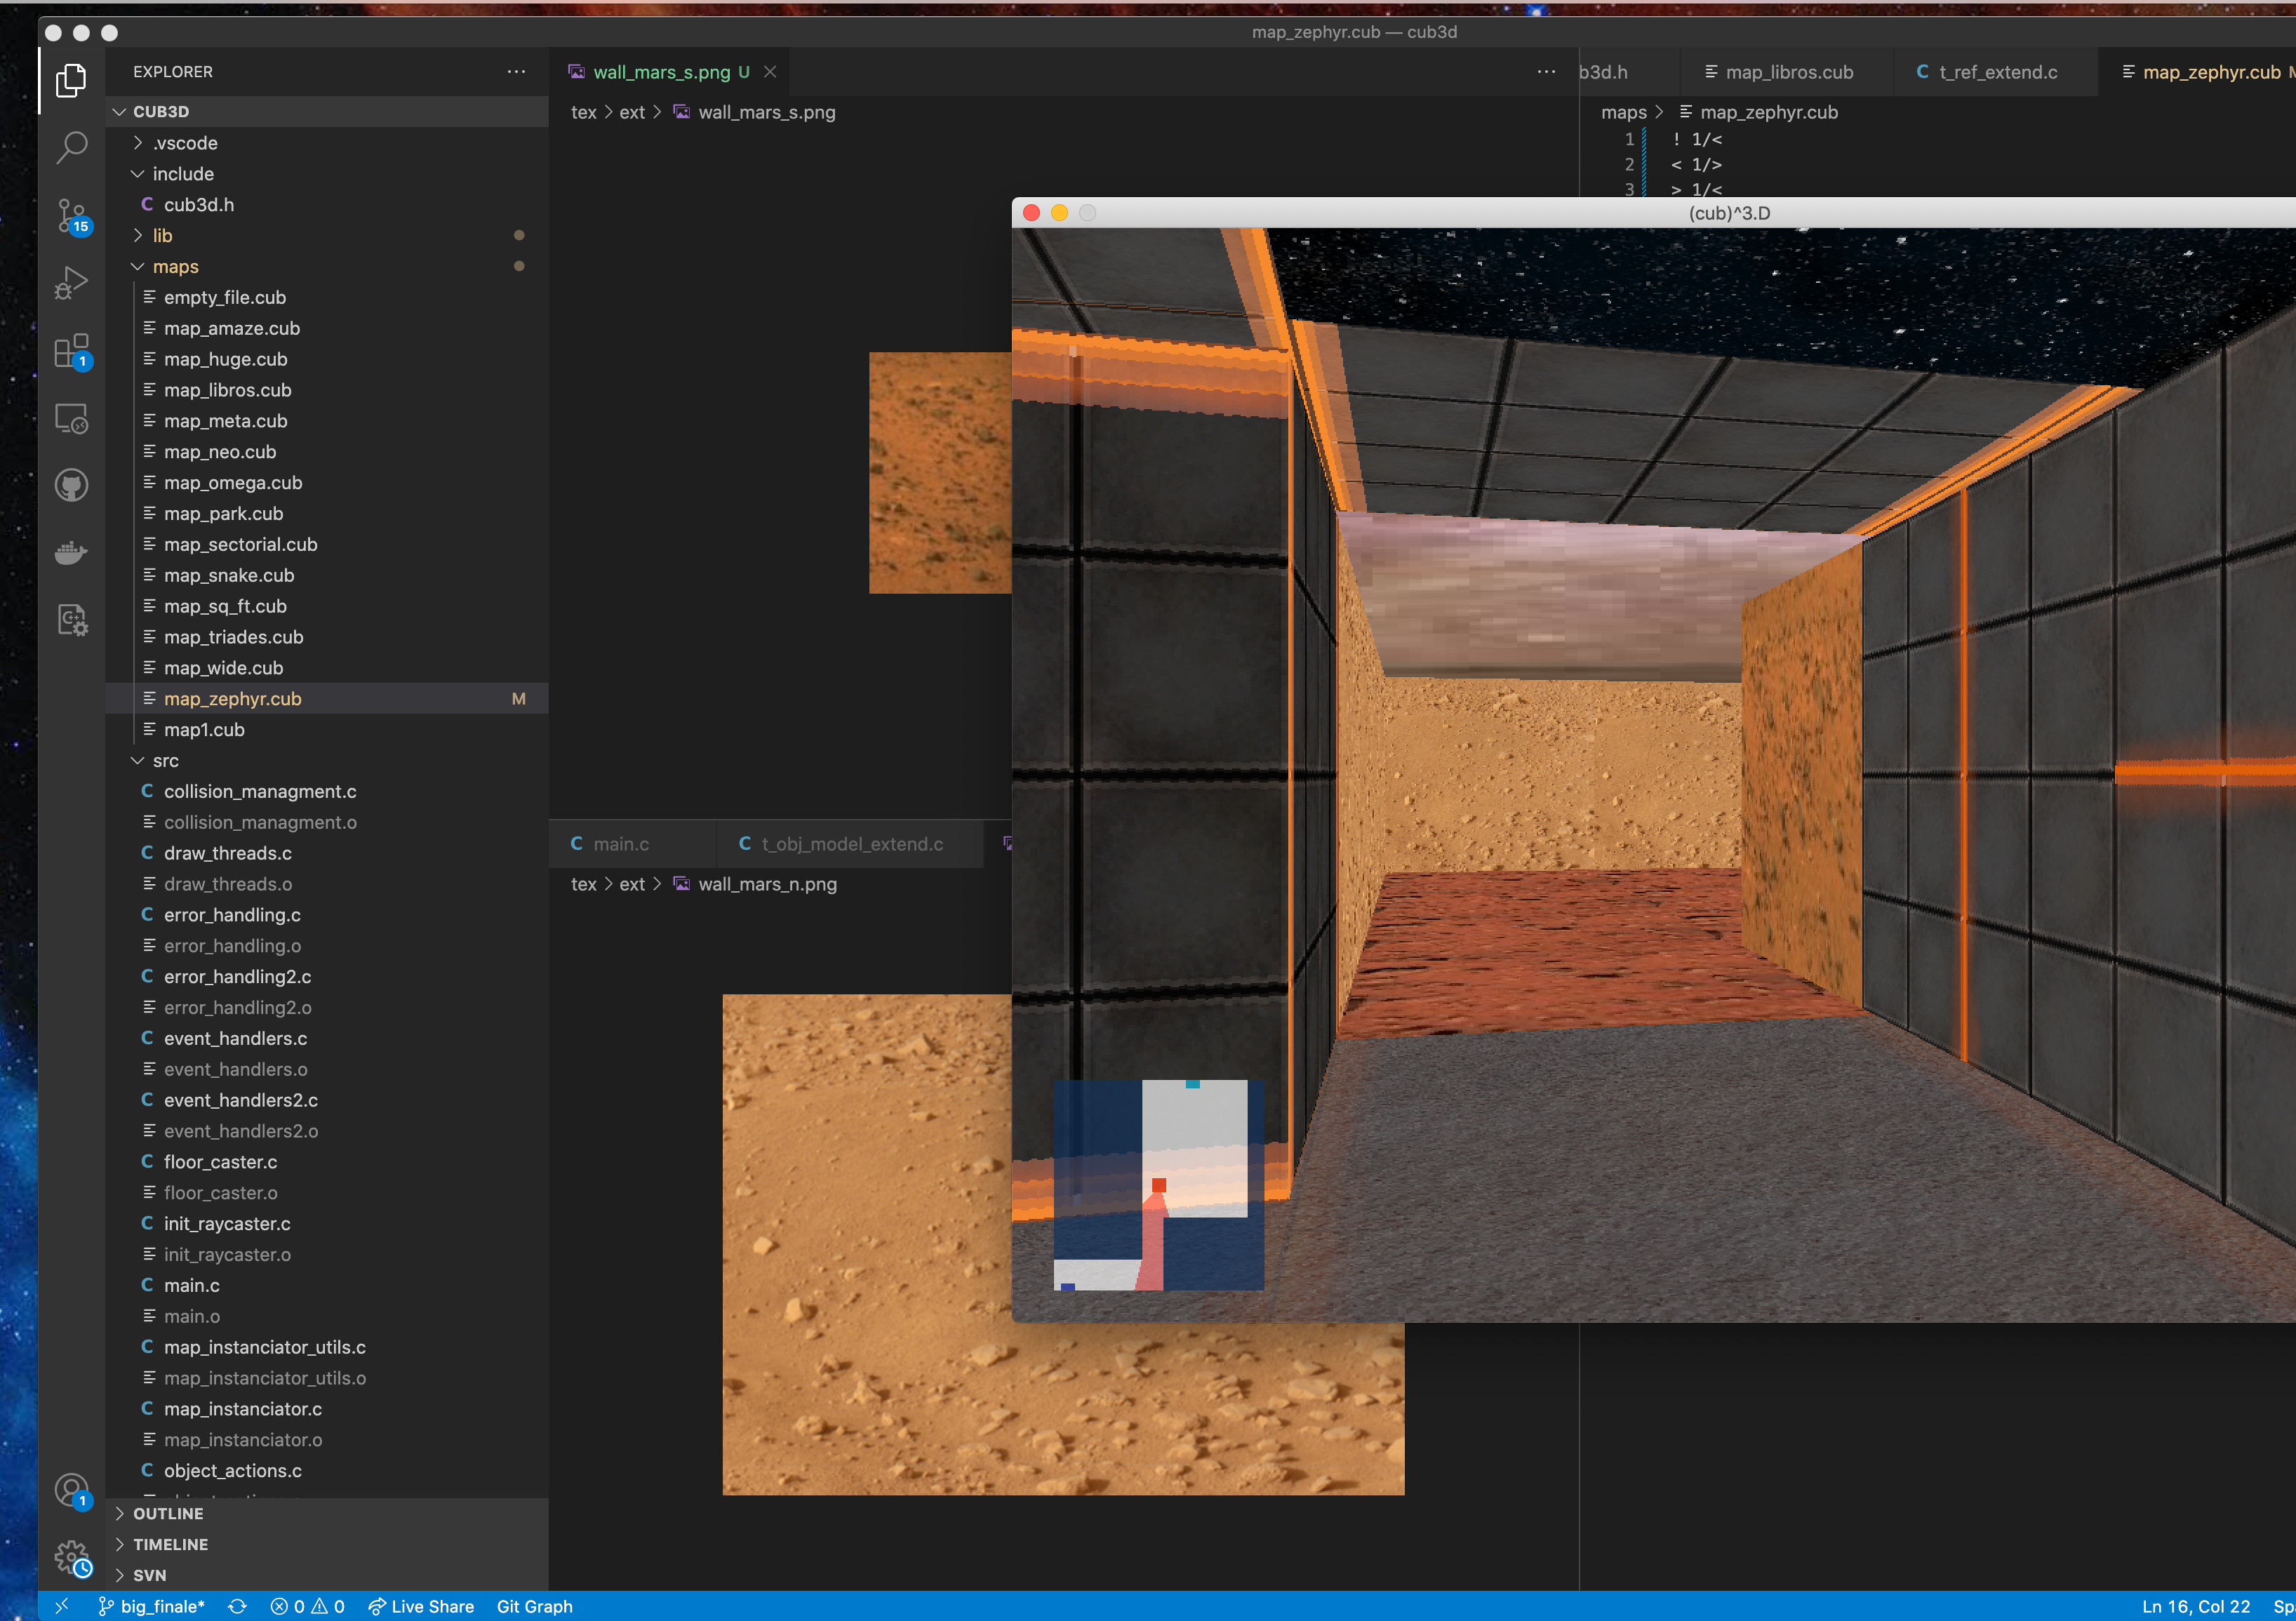 map_zephyr.cub — cub3d
EXPLORER
CUB3D
.vscode
include
C cub3d.h
lib
maps
empty_file.cub
map_amaze.cub
map_huge.cub
map_libros.cub
map_meta.cub
map_neo.cub
map_omega.cub
map_park.cub
map_sectorial.cub
map_snake.cub
map_sq_ft.cub
map_triades.cub
map_wide.cub
map_zephyr.cub M
map1.cub
src
C collision_managment.c
collision_managment.o
C draw_threads.c
draw_threads.o
C error_handling.c
error_handling.o
C error_handling2.c
error_handling2.o
C event_handlers.c
event_handlers.o
C event_handlers2.c
event_handlers2.o
C floor_caster.c
floor_caster.o
C init_raycaster.c
init_raycaster.o
C main.c
main.o
C map_instanciator_utils.c
map_instanciator_utils.o
C map_instanciator.c
map_instanciator.o
C object_actions.c
OUTLINE
TIMELINE
SVN
15
1
1
wall_mars_s.png U
tex > ext > wall_mars_s.png
b3d.h
map_libros.cub
C t_ref_extend.c
map_zephyr.cub M
maps > map_zephyr.cub
1 ! 1/<
2 < 1/>
3 > 1/<
(cub)^3.D
C main.c
C t_obj_model_extend.c
tex > ext > wall_mars_n.png
big_finale* 0 0 Live Share Git Graph
Ln 16, Col 22 Sp